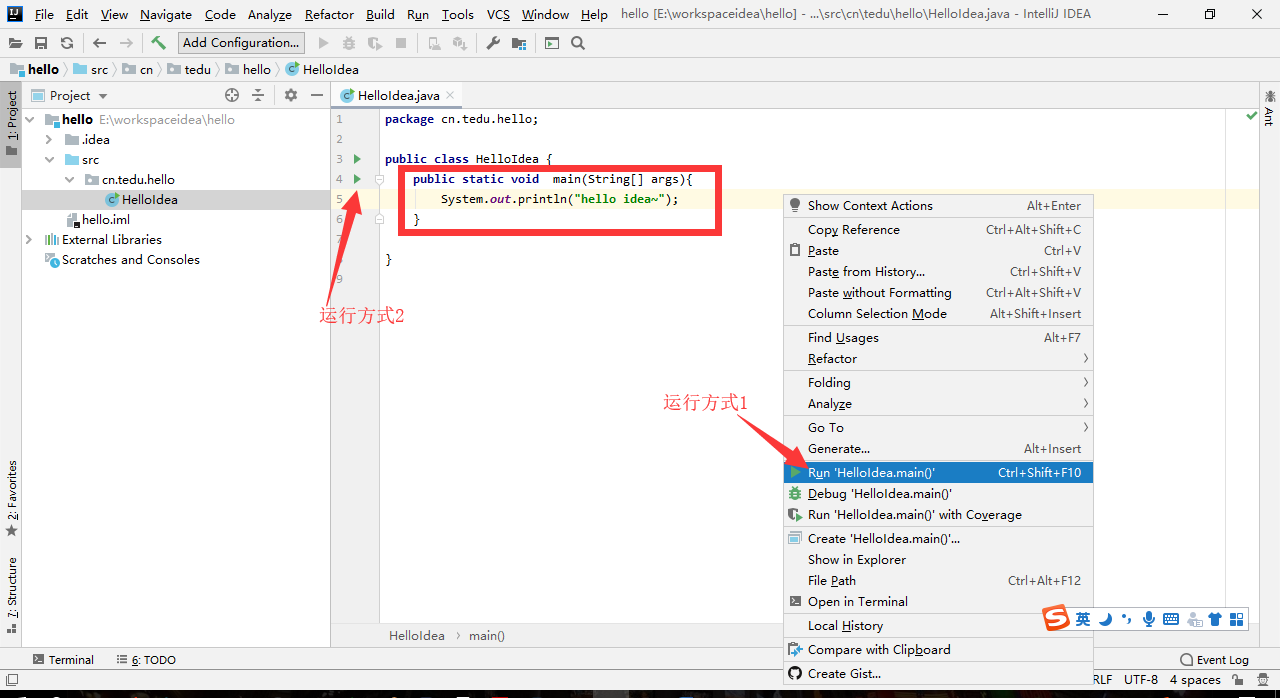 File Edit View Navigate Code Analyze Refactor Build Run Tools VCS Window Help hello [E:\workspaceidea\hello] - ...\src\cn\tedu\hello\HelloIdea.java - IntelliJ IDEA
Add Configuration...
hello src cn tedu hello HelloIdea
1: Project
Project
HelloIdea.java
Ant
hello E:\workspaceidea\hello
.idea
src
cn.tedu.hello
HelloIdea
hello.iml
External Libraries
Scratches and Consoles
1 package cn.tedu.hello;
2
3 public class HelloIdea {
4 public static void main(String[] args){
5 System.out.println("hello idea~");
6 }
}
9
运行方式2
运行方式1
Show Context Actions Alt+Enter
Copy Reference Ctrl+Alt+Shift+C
Paste Ctrl+V
Paste from History... Ctrl+Shift+V
Paste without Formatting Ctrl+Alt+Shift+V
Column Selection Mode Alt+Shift+Insert
Find Usages Alt+F7
Refactor
Folding
Analyze
Go To
Generate... Alt+Insert
Run 'HelloIdea.main()' Ctrl+Shift+F10
Debug 'HelloIdea.main()'
Run 'HelloIdea.main()' with Coverage
Create 'HelloIdea.main()'...
Show in Explorer
File Path Ctrl+Alt+F12
Open in Terminal
Local History
Compare with Clipboard
Create Gist...
S 英
2: Favorites
7: Structure
HelloIdea main()
Terminal 6: TODO Event Log
RLF UTF-8 4 spaces